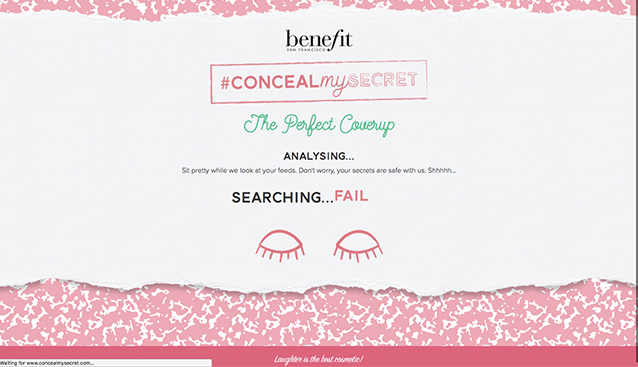 benefit
SAN FRANCISCO
#CONCEALmySECRET
The Perfect Coverup
ANALYSING...
Sit pretty while we look at your feeds. Don't worry, your secrets are safe with us. Shhhhh...
SEARCHING...FAIL
Laughter is the best cosmetic!
Waiting for www.concealmysecret.com...